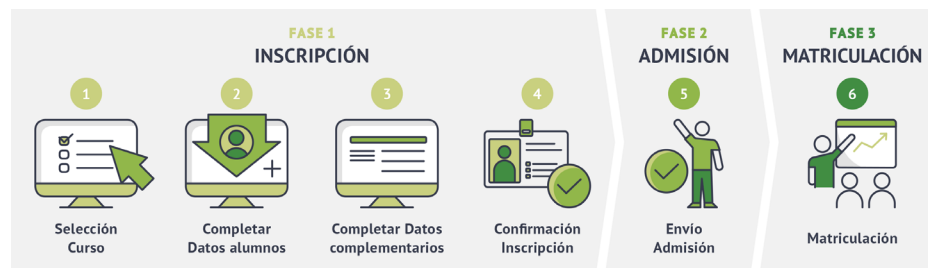 FASE 1
INSCRIPCIÓN
1
2
3
4
Selección
Curso
Completar
Datos alumnos
Completar Datos
complementarios
Confirmación
Inscripción
FASE 2
ADMISIÓN
5
Envío
Admisión
FASE 3
MATRICULACIÓN
6
Matriculación